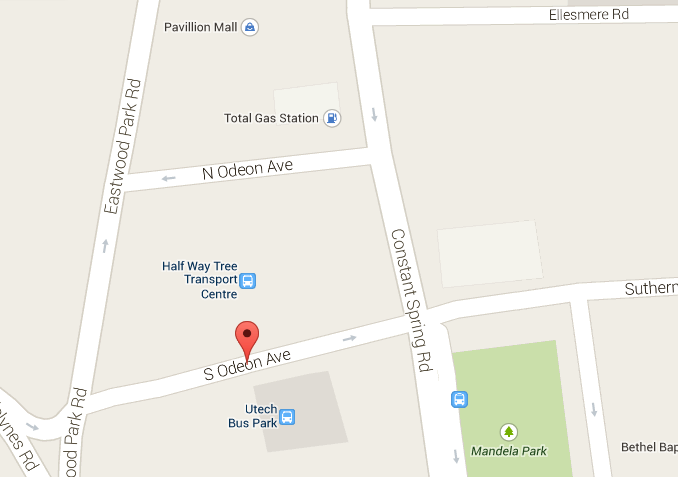 Ellesmere Rd
Pavillion Mall
Total Gas Station
Eastwood Park Rd
N Odeon Ave
Constant Spring Rd
Half Way Tree
Transport
Centre
Suthern
S Odeon Ave
Utech
Bus Park
Mandela Park
Bethel Bap
ood Park Rd
lynes Rd